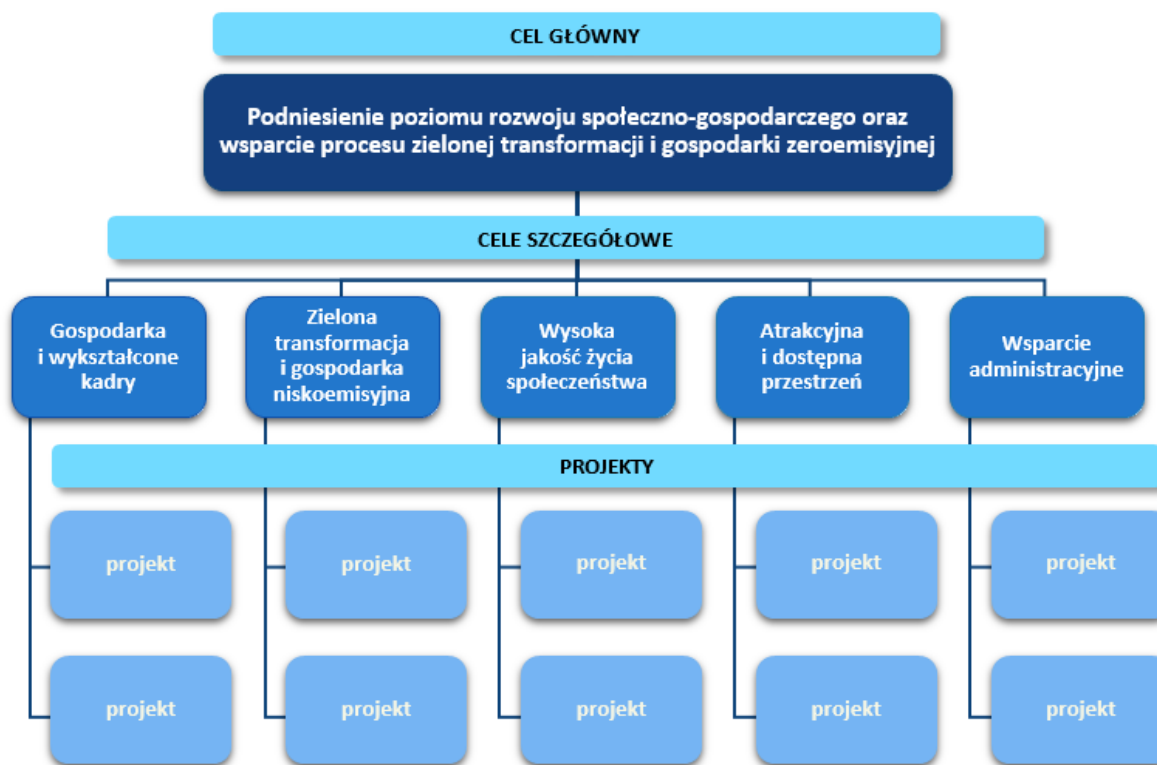 CEL GŁÓWNY
Podniesienie poziomu rozwoju społeczno-gospodarczego oraz
wsparcie procesu zielonej transformacji i gospodarki zeroemisyjnej
CELE SZCZEGÓŁOWE
Gospodarka
i wykształcone
kadry
Zielona
transformacja
i gospodarka
niskoemisyjna
Wysoka
jakość życia
społeczeństwa
Atrakcyjna
i dostępna
przestrzeń
Wsparcie
administracyjne
PROJEKTY
projekt
projekt
projekt
projekt
projekt
projekt
projekt
projekt
projekt
projekt